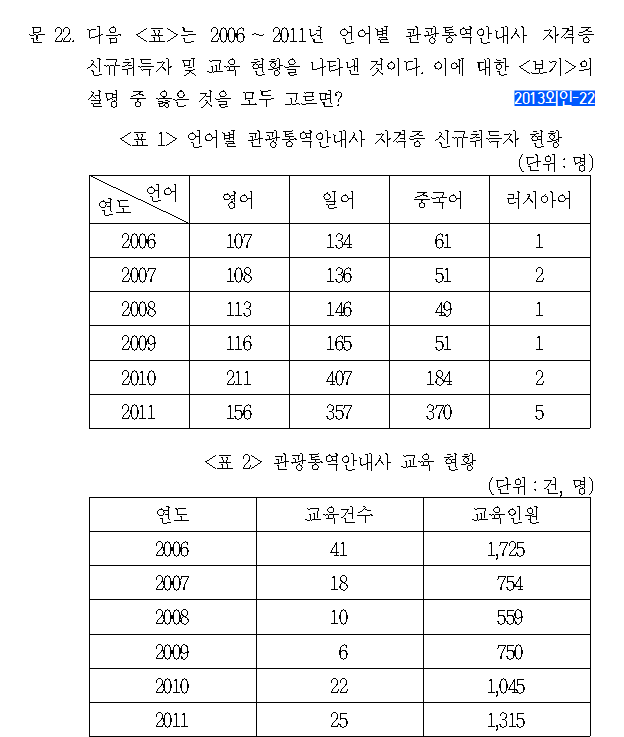 문 22. 다음 <표>는 2006 ~ 2011년 언어별 관광통역안내사 자격증
신규취득자 및 교육 현황을 나타낸 것이다. 이에 대한 <보기>의
설명 중 옳은 것을 모두 고르면? 2013외인-22
<표 1> 언어별 관광통역안내사 자격증 신규취득자 현황
(단위 : 명)
연도 언어 영어 일어 중국어 러시아어
2006 107 134 61 1
2007 108 136 51 2
2008 113 146 49 1
2009 116 165 51 1
2010 211 407 184 2
2011 156 357 370 5
<표 2> 관광통역안내사 교육 현황
(단위 : 건, 명)
연도 교육건수 교육인원
2006 41 1,725
2007 18 754
2008 10 559
2009 6 750
2010 22 1,045
2011 25 1,315